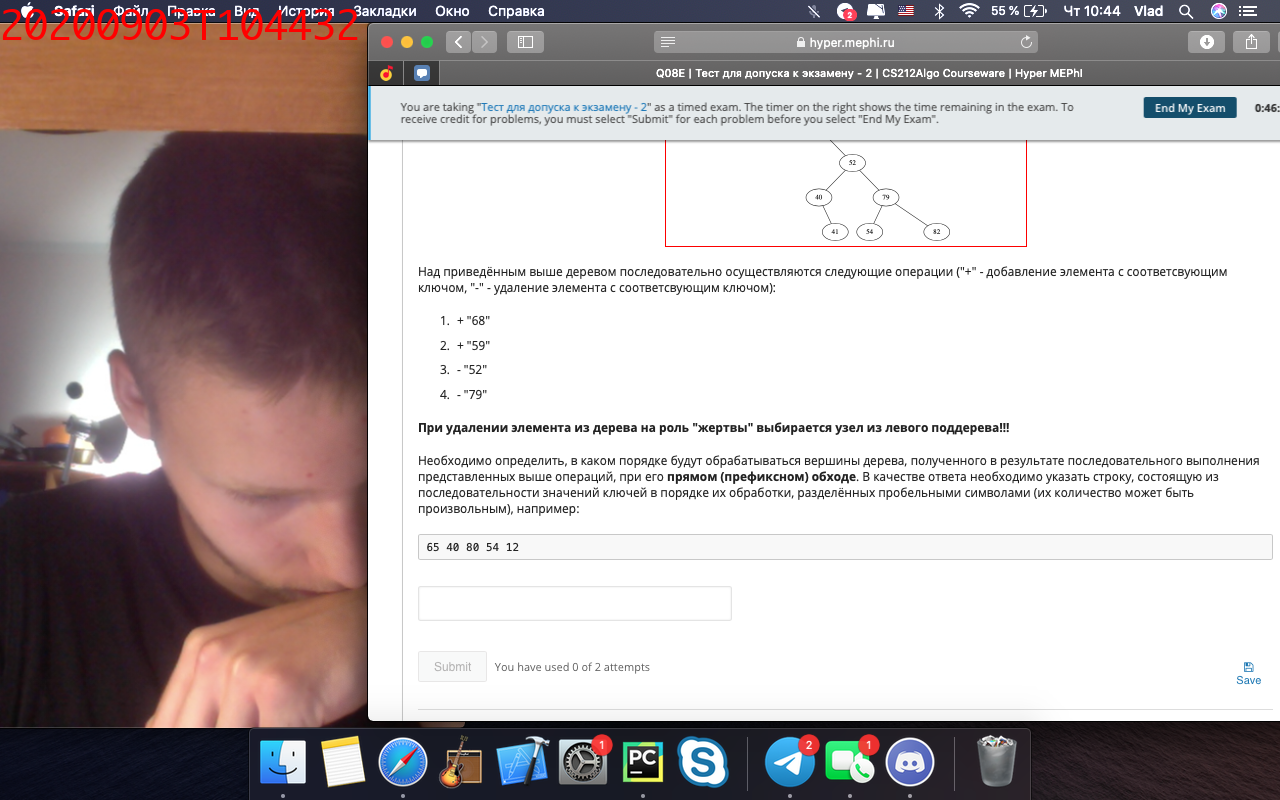 Safari Файл Правка Вид История Закладки Окно Справка 2 55 % Чт 10:44 Vlad
20200903T104432
hyper.mephi.ru
Q08E | Тест для допуска к экзамену - 2 | CS212Algo Courseware | Hyper MEPhI
You are taking "Тест для допуска к экзамену - 2" as a timed exam. The timer on the right shows the time remaining in the exam. To
receive credit for problems, you must select "Submit" for each problem before you select "End My Exam".
End My Exam
0:46:
52
40 79
41 54 82
Над приведённым выше деревом последовательно осуществляются следующие операции ("+" - добавление элемента с соответсвующим
ключом, "-" - удаление элемента с соответсвующим ключом):
1. + "68"
2. + "59"
3. - "52"
4. - "79"
При удалении элемента из дерева на роль "жертвы" выбирается узел из левого поддерева!!!
Необходимо определить, в каком порядке будут обрабатываться вершины дерева, полученного в результате последовательного выполнения
представленных выше операций, при его прямом (префиксном) обходе. В качестве ответа необходимо указать строку, состоящую из
последовательности значений ключей в порядке их обработки, разделённых пробельными символами (их количество может быть
произвольным), например:
65 40 80 54 12
Submit You have used 0 of 2 attempts
Save
1 PC 2 1